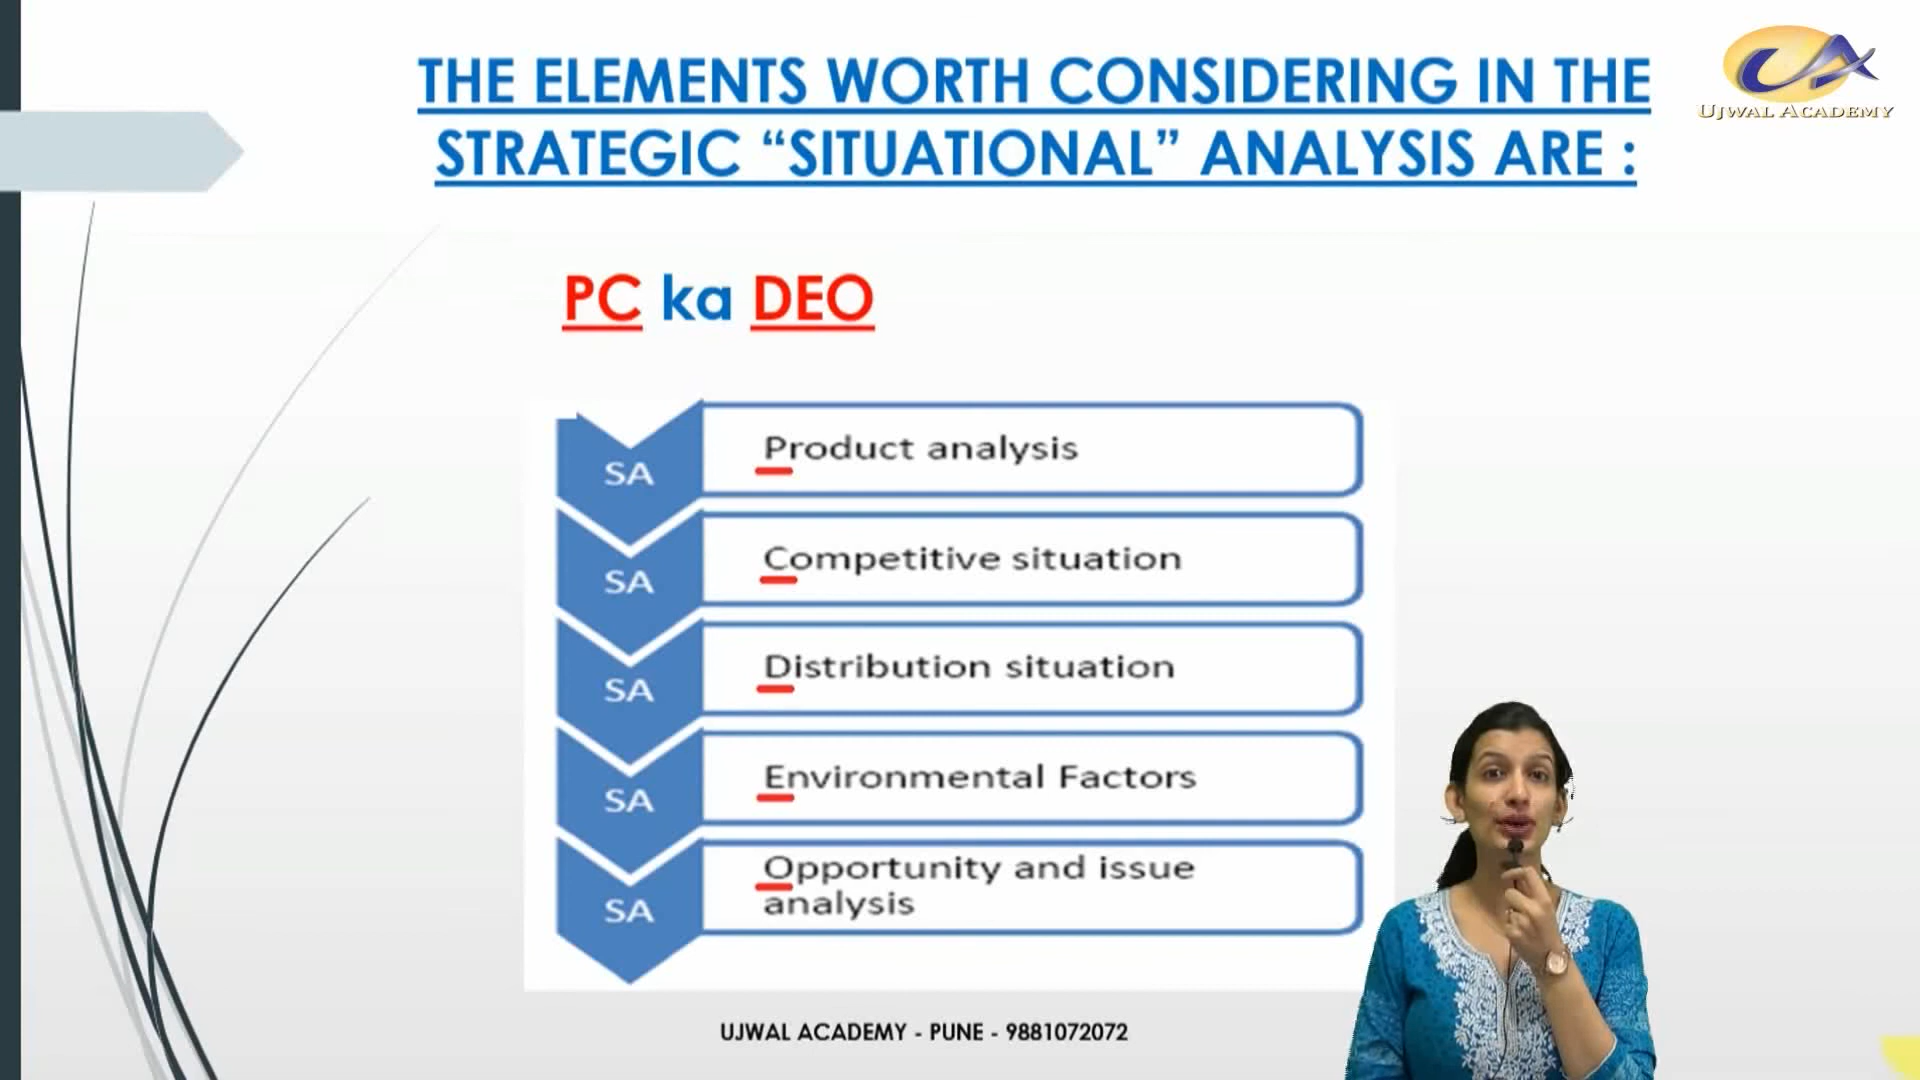 THE ELEMENTS WORTH CONSIDERING IN THE
STRATEGIC “SITUATIONAL” ANALYSIS ARE :
UJWAL ACADEMY
PC ka DEO
SA
Product analysis
SA
Competitive situation
SA
Distribution situation
SA
Environmental Factors
SA
Opportunity and issue
analysis
UJWAL ACADEMY - PUNE - 9881072072